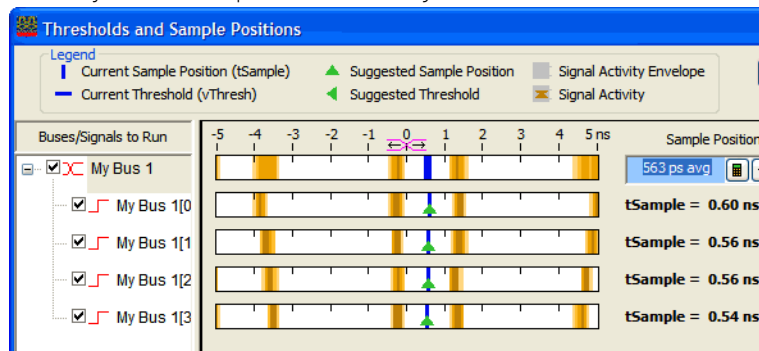 Thresholds and Sample Positions
Legend
Current Sample Position (tSample)
Suggested Sample Position
Signal Activity Envelope
Current Threshold (vThresh)
Suggested Threshold
Signal Activity
Buses/Signals to Run
-5 -4 -3 -2 -1 0 1 2 3 4 5 ns
Sample Position
My Bus 1
563 ps avg
My Bus 1[0
tSample = 0.60 ns
My Bus 1[1
tSample = 0.56 ns
My Bus 1[2
tSample = 0.56 ns
My Bus 1[3
tSample = 0.54 ns